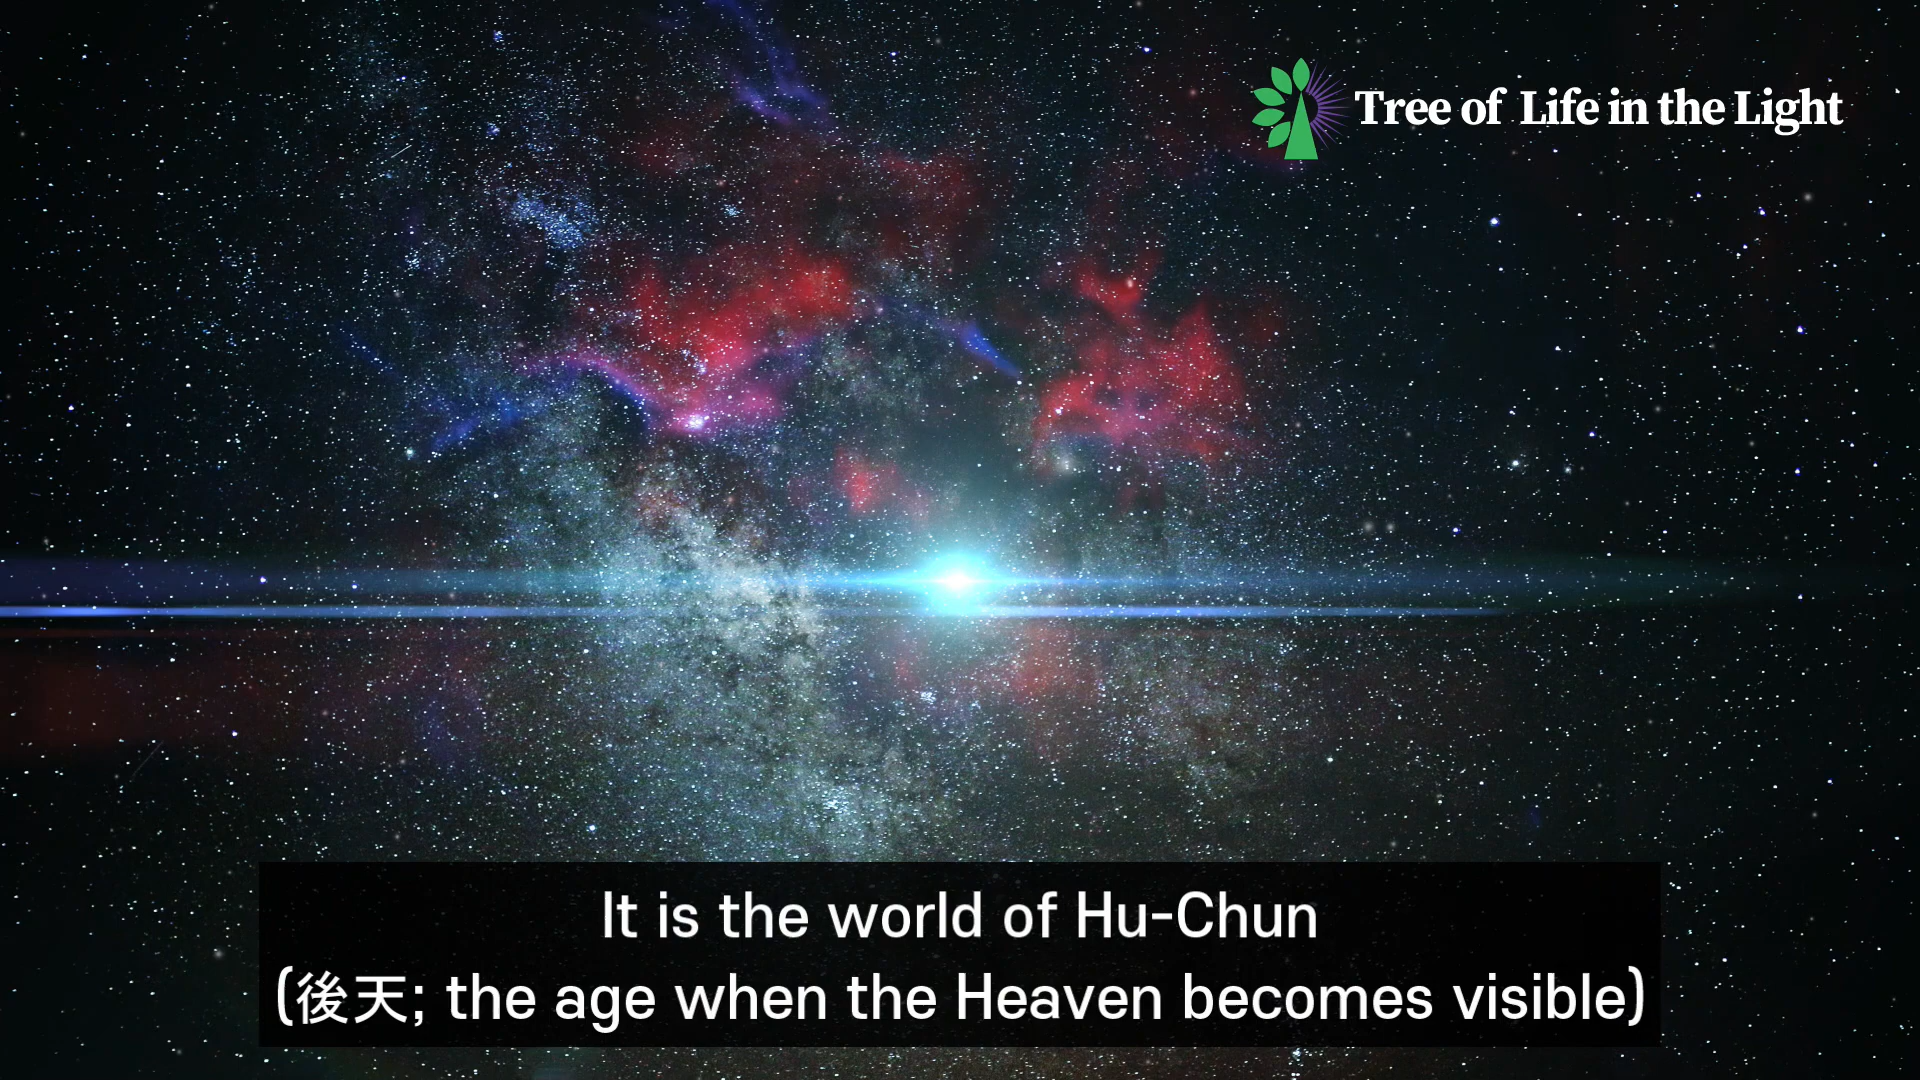 Tree of Life in the Light
It is the world of Hu-Chun
(後天; the age when the Heaven becomes visible)